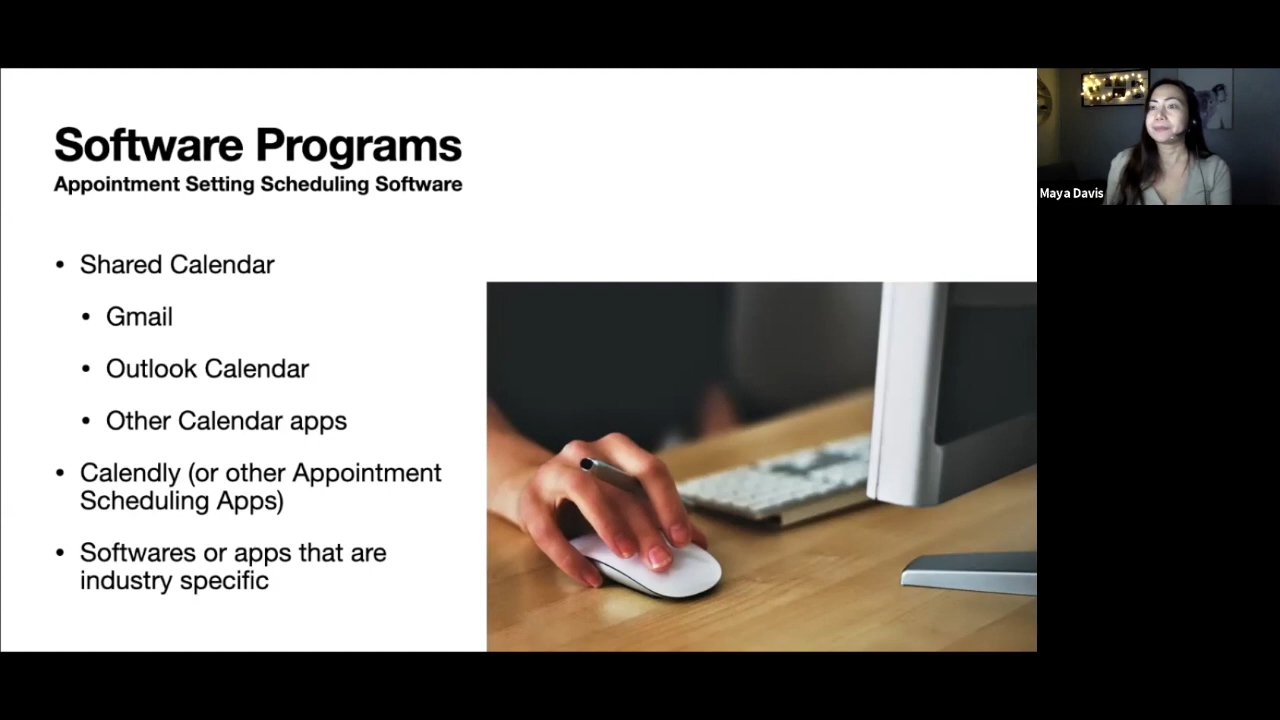 Software Programs
Appointment Setting Scheduling Software
• Shared Calendar
• Gmail
• Outlook Calendar
• Other Calendar apps
• Calendly (or other Appointment
Scheduling Apps)
• Softwares or apps that are
industry specific
Maya Davis